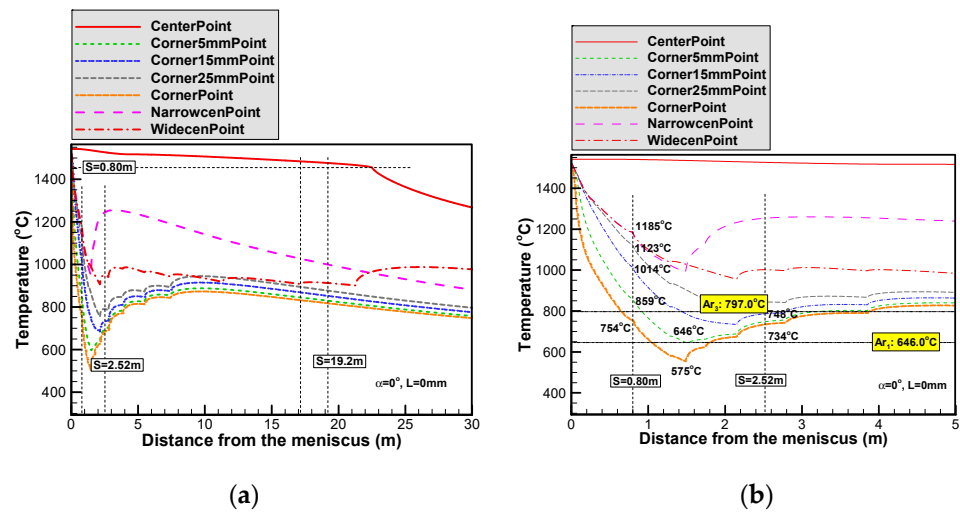 CenterPoint
Corner5mmPoint
Corner15mmPoint
Corner25mmPoint
CornerPoint
NarrowcenPoint
WidecenPoint
Temperature (°C)
1400
1200
1000
800
600
400
S=0.80m
S=2.52m
S=19.2m
α=0°, L=0mm
0 5 10 15 20 25 30
Distance from the meniscus (m)
(a)
CenterPoint
Corner5mmPoint
Corner15mmPoint
Corner25mmPoint
CornerPoint
NarrowcenPoint
WidecenPoint
Temperature (°C)
1400
1200
1000
800
600
400
1185°C
1123°C
1014°C
859°C
754°C
646°C
575°C
Ar₃: 797.0°C
748°C
734°C
Ar₁: 646.0°C
S=0.80m
S=2.52m
α=0°, L=0mm
0 1 2 3 4 5
Distance from the meniscus (m)
(b)